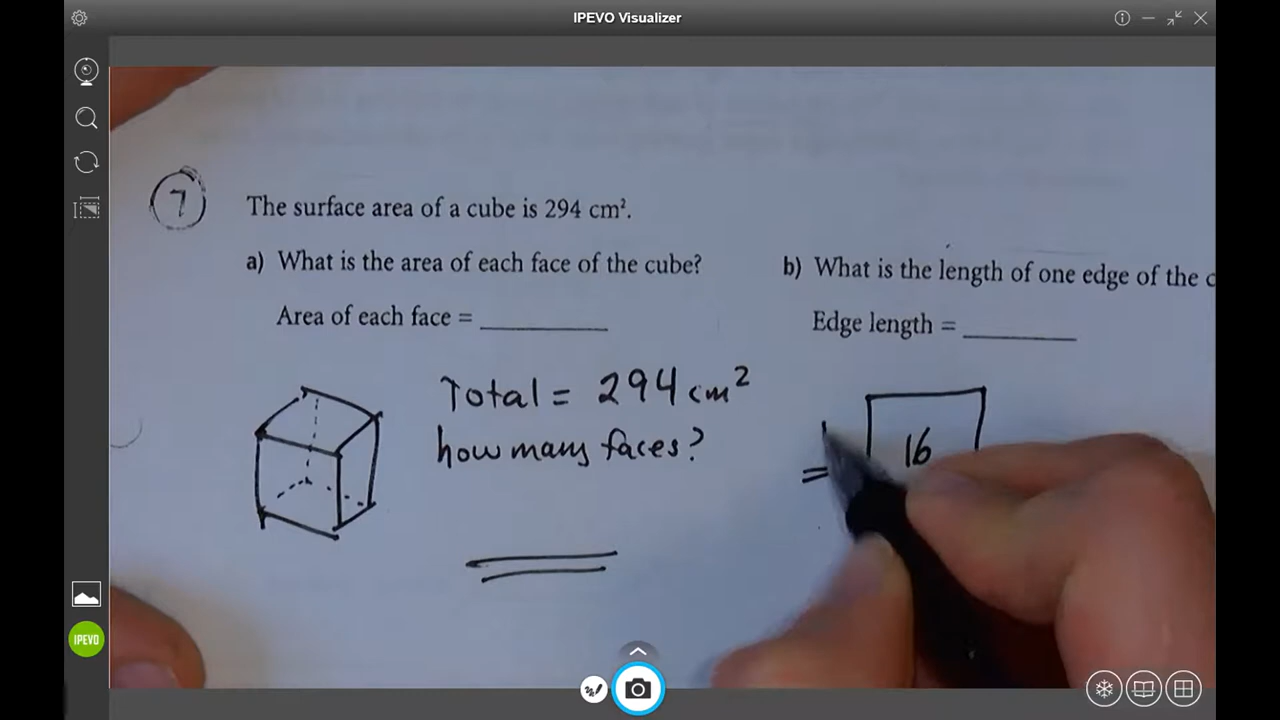 IPEVO Visualizer
7
The surface area of a cube is 294 cm².
a) What is the area of each face of the cube?
Area of each face = __________
Total = 294 cm²
how many faces?
b) What is the length of one edge of the c
Edge length = __________
16
=
IPEVO